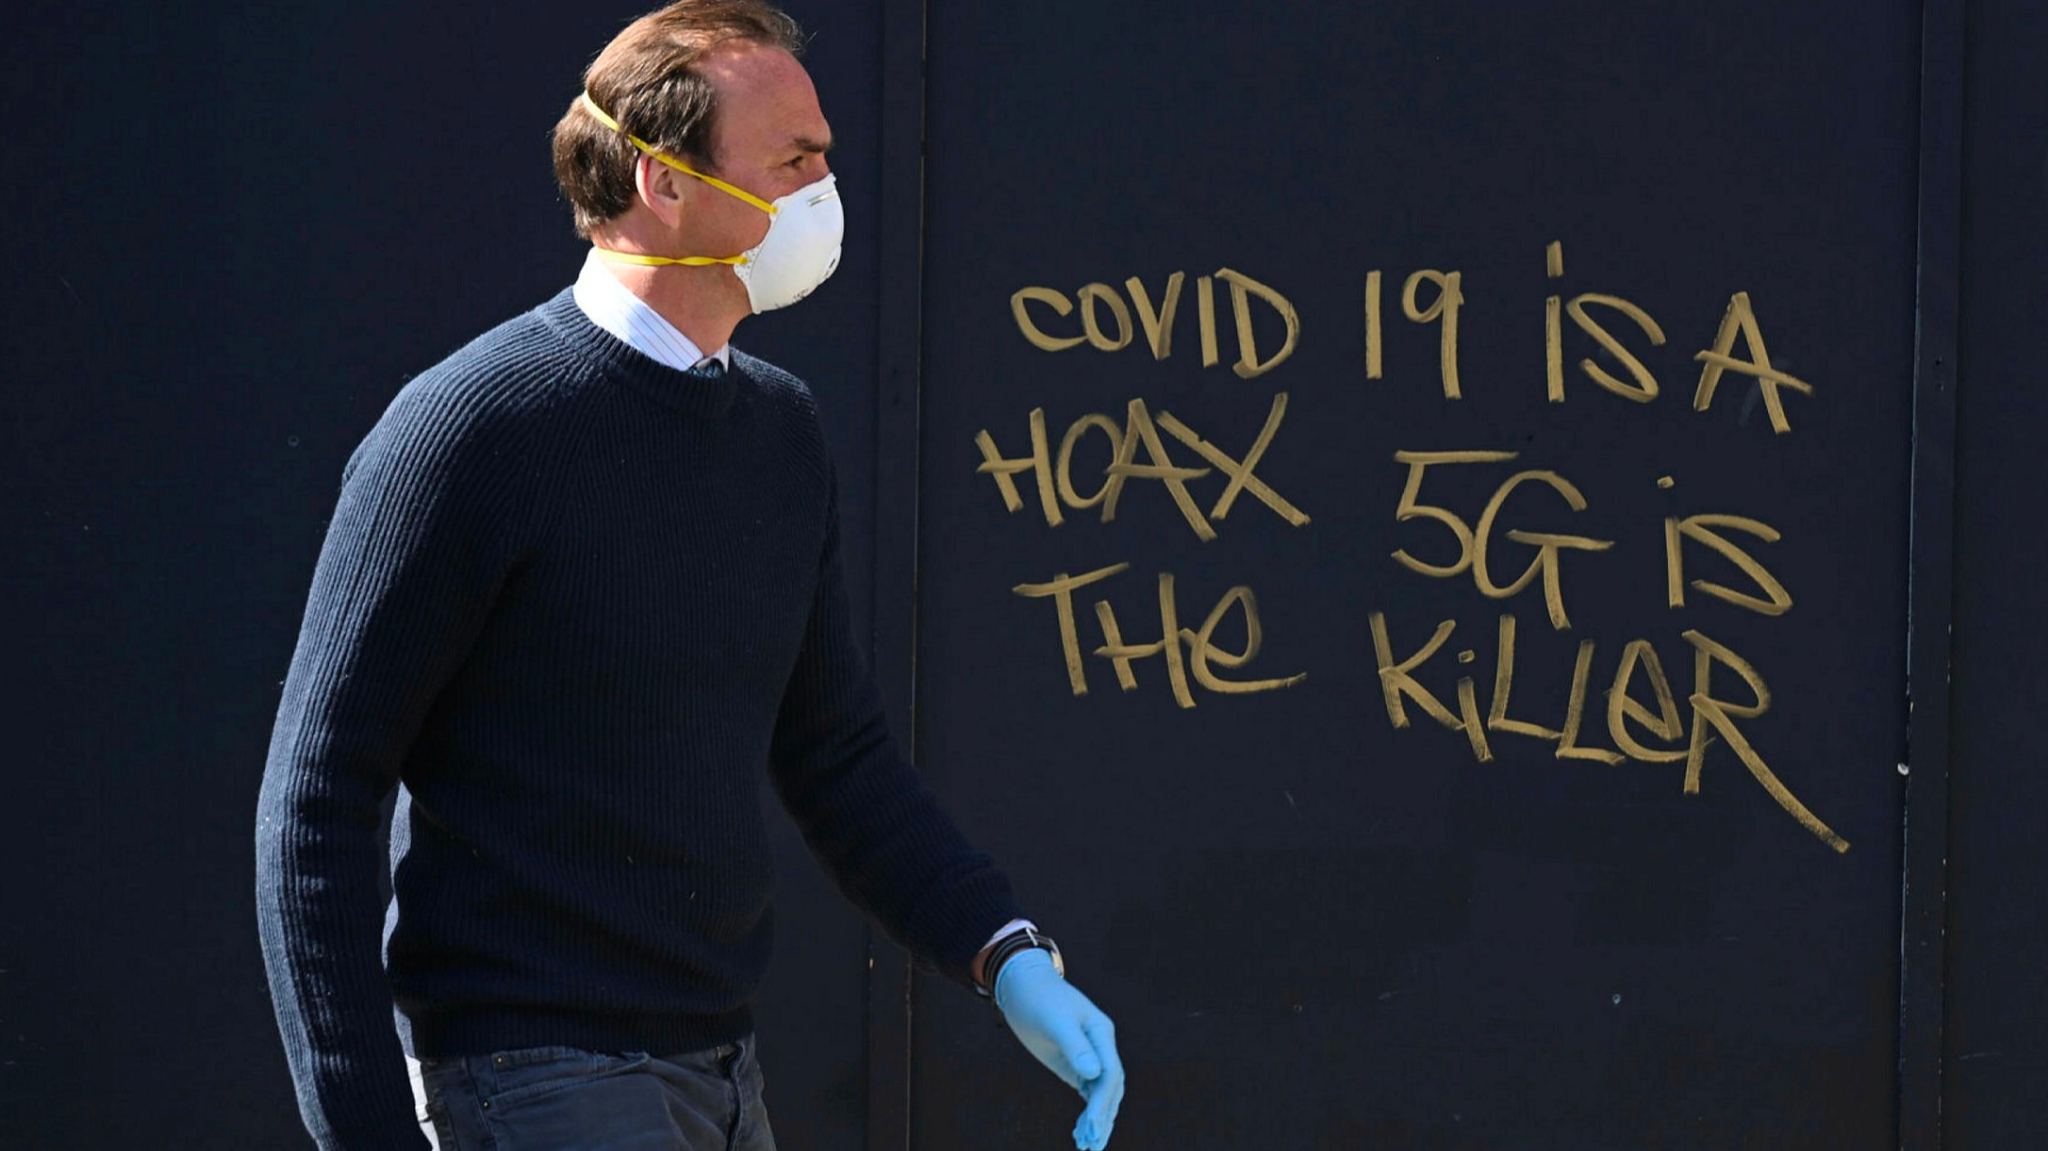 COVID 19 is A
HOAX 5G is
THe KiLLeR